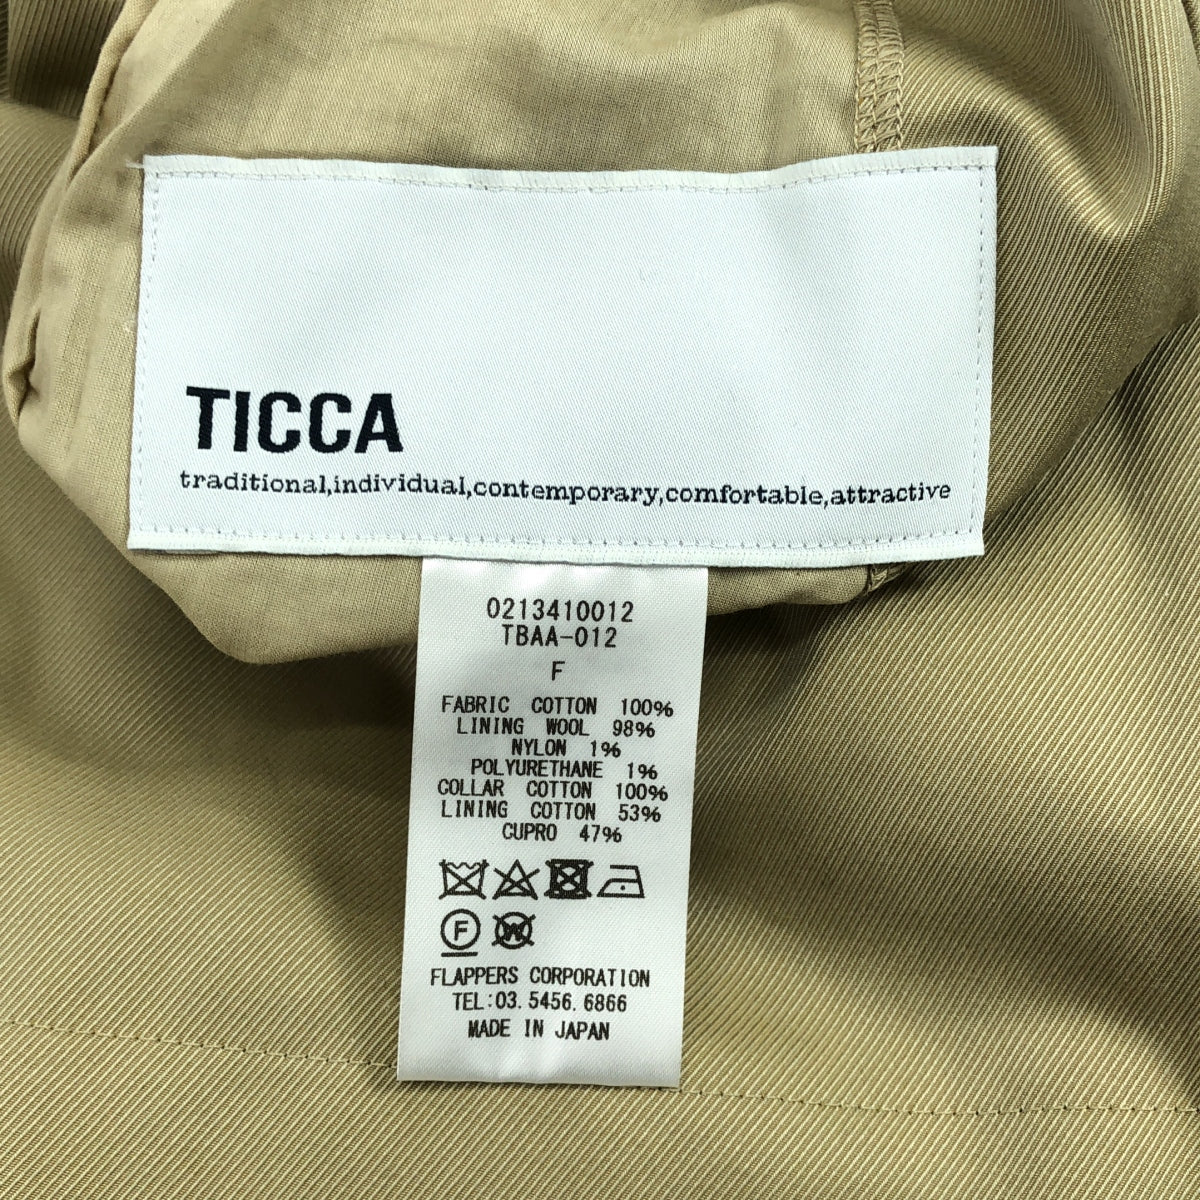 TICCA
traditional,individual,contemporary,comfortable,attractive
0213410012
TBAA-012
F
FABRIC COTTON 100%
LINING WOOL 98%
NYLON 1%
POLYURETHANE 1%
COLLAR COTTON 100%
LINING COTTON 53%
CUPRO 47%
F W
FLAPPERS CORPORATION
TEL:03.5456.6866
MADE IN JAPAN